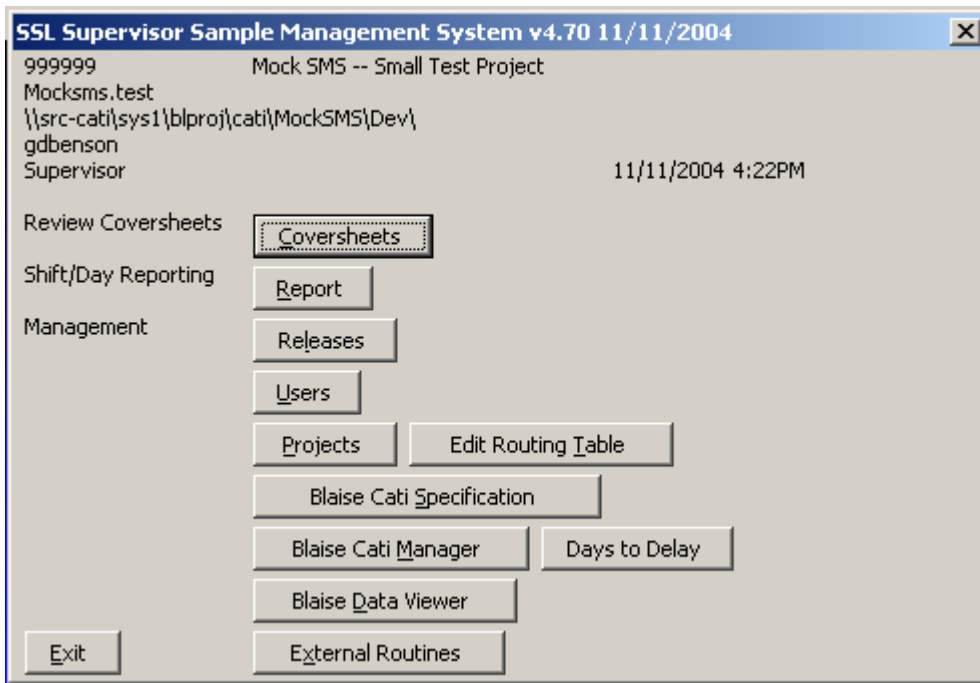 SSL Supervisor Sample Management System v4.70 11/11/2004
999999 Mock SMS -- Small Test Project
Mocksms.test
\\src-cati\sys1\blproj\cati\MockSMS\Dev\
gdbenson
Supervisor 11/11/2004 4:22PM
Review Coversheets Coversheets
Shift/Day Reporting Report
Management Releases
Users
Projects Edit Routing Table
Blaise Cati Specification
Blaise Cati Manager Days to Delay
Blaise Data Viewer
Exit External Routines